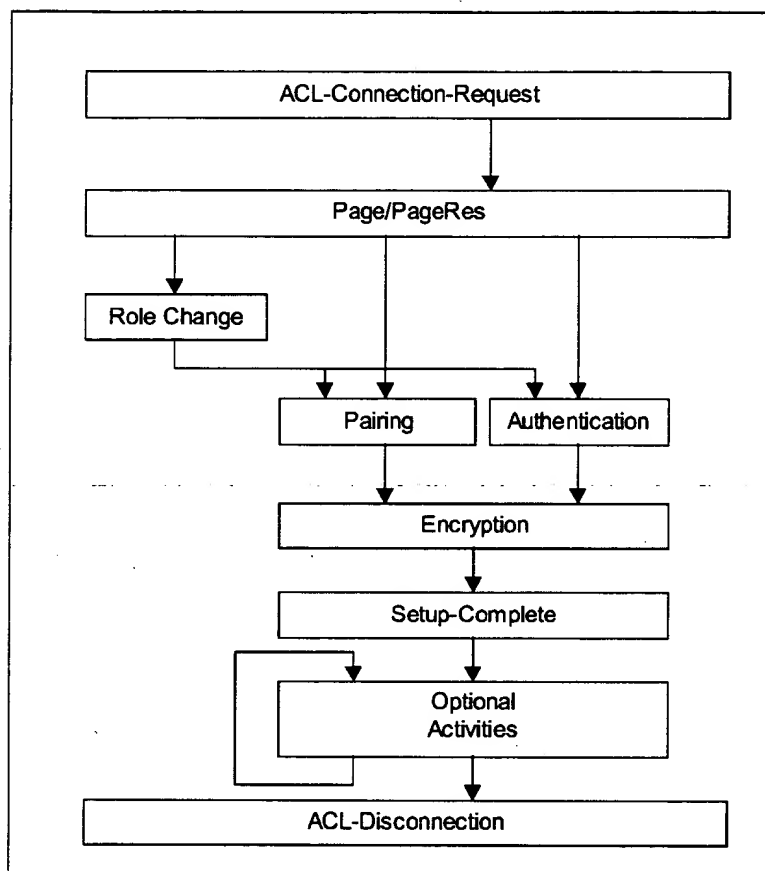 ACL-Connection-Request
Page/PageRes
Role Change
Pairing
Authentication
Encryption
Setup-Complete
Optional
Activities
ACL-Disconnection